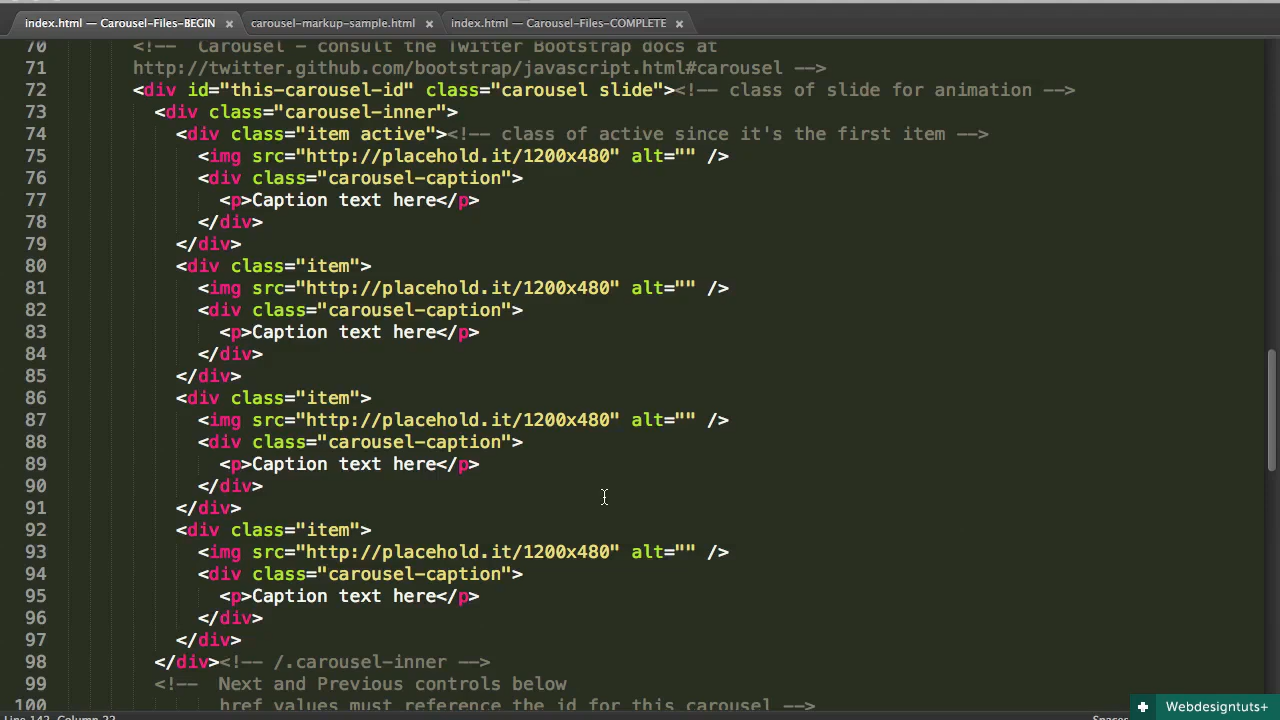 index.html — Carousel-Files-BEGIN × carousel-markup-sample.html × index.html — Carousel-Files-COMPLETE ×
70 <!-- Carousel - consult the Twitter Bootstrap docs at
71 http://twitter.github.com/bootstrap/javascript.html#carousel -->
72 <div id="this-carousel-id" class="carousel slide"><!-- class of slide for animation -->
73 <div class="carousel-inner">
74 <div class="item active"><!-- class of active since it's the first item -->
75 <img src="http://placehold.it/1200x480" alt="" />
76 <div class="carousel-caption">
77 <p>Caption text here</p>
78 </div>
79 </div>
80 <div class="item">
81 <img src="http://placehold.it/1200x480" alt="" />
82 <div class="carousel-caption">
83 <p>Caption text here</p>
84 </div>
85 </div>
86 <div class="item">
87 <img src="http://placehold.it/1200x480" alt="" />
88 <div class="carousel-caption">
89 <p>Caption text here</p>
90 </div>
91 </div>
92 <div class="item">
93 <img src="http://placehold.it/1200x480" alt="" />
94 <div class="carousel-caption">
95 <p>Caption text here</p>
96 </div>
97 </div>
98 </div><!-- /.carousel-inner -->
99 <!-- Next and Previous controls below
100 href values must reference the id for this carousel -->
Webdesigntuts+